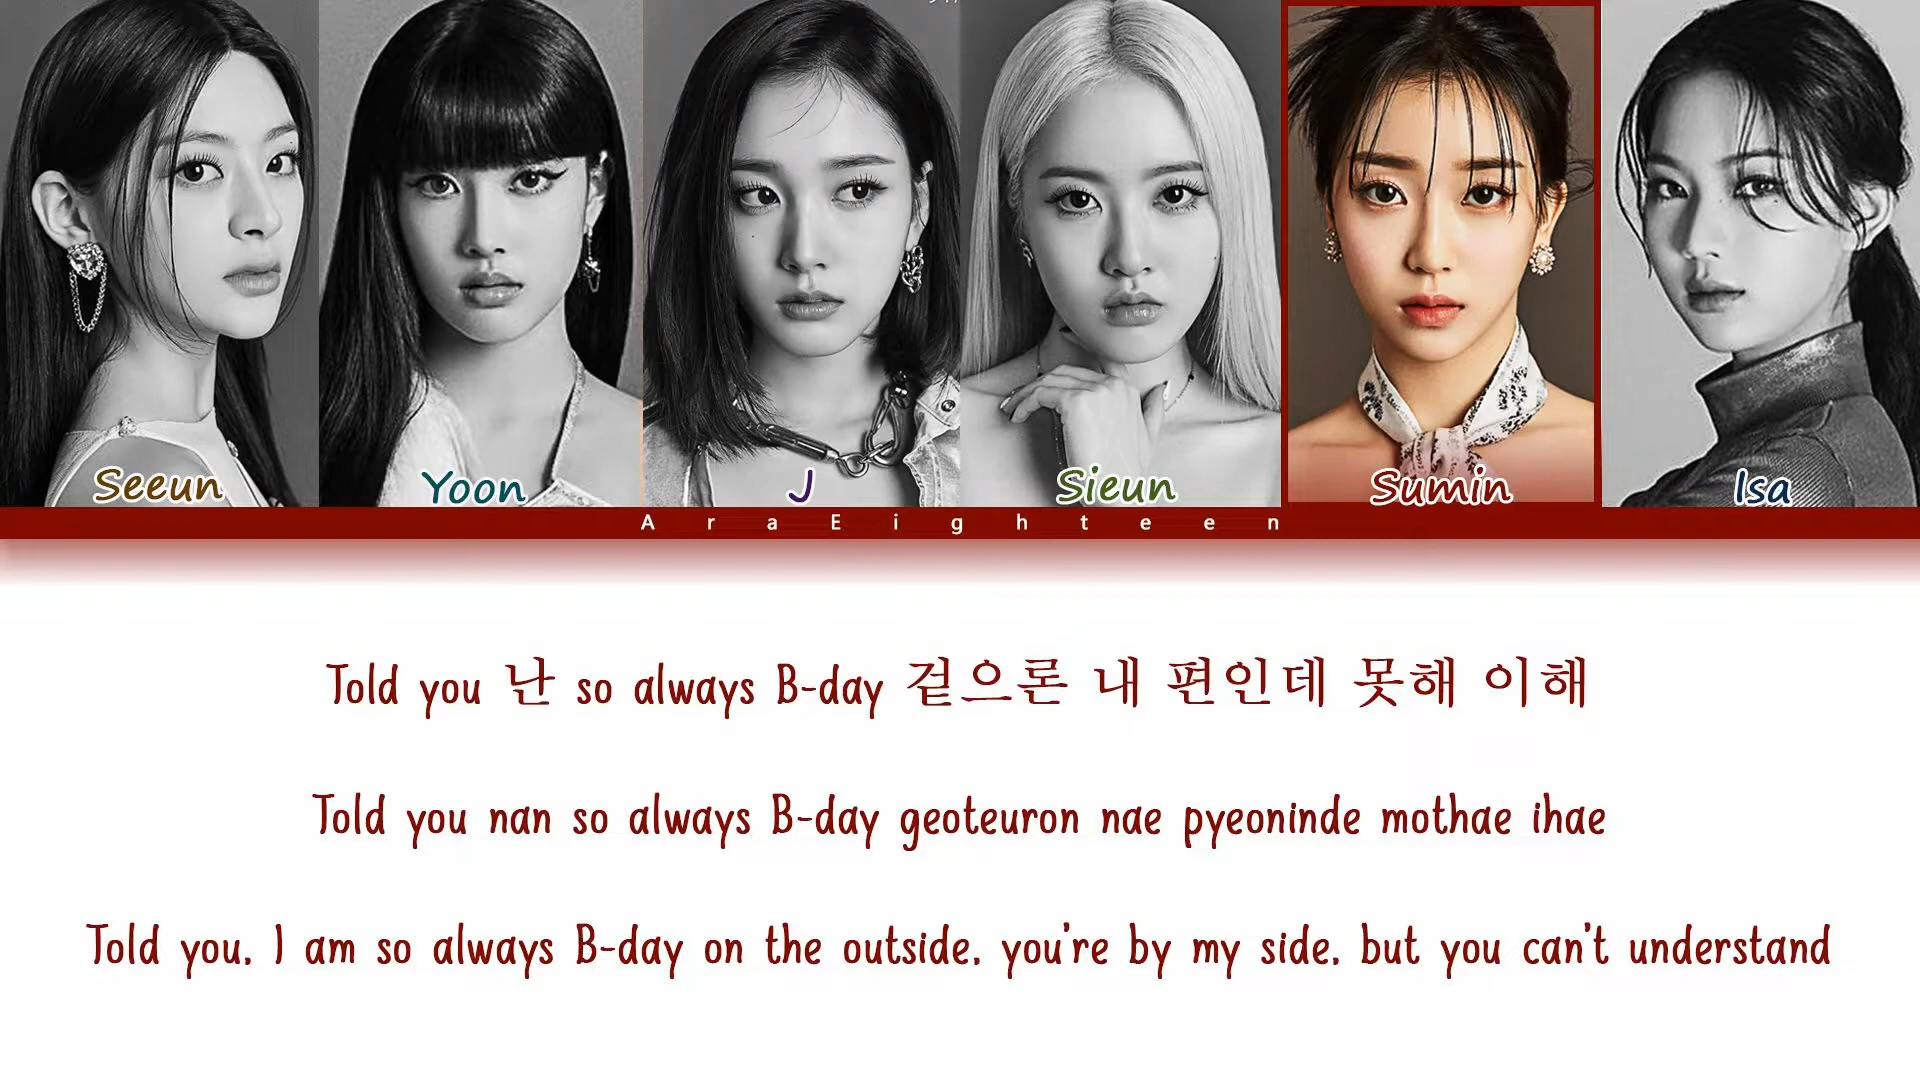 Seeun
Yoon
J
Sieun
Sumin
Isa
AraEighteen
Told you 난 so always B-day 겉으론 내 편인데 못해 이해
Told you nan so always B-day geoteuron nae pyeoninde mothae ihae
Told you, I am so always B-day on the outside, you're by my side, but you can't understand